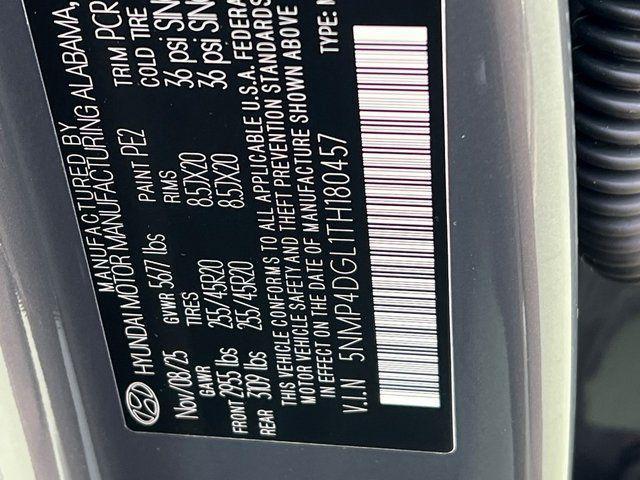 MANUFACTURED BY
HYUNDAI MOTOR MANUFACTURING ALABAMA,
Nov/08/25 GVWR 5677 lbs PAINT PE2 TRIM PCR
GAWR TIRES RIMS COLD TIRE
FRONT 2955 lbs 255/45R20 8.5JX20 36 psi SIN
REAR 3109 lbs 255/45R20 8.5JX20 36 psi SIN
THIS VEHICLE CONFORMS TO ALL APPLICABLE U.S.A. FEDERA
MOTOR VEHICLE SAFETY AND THEFT PREVENTION STANDARDS
IN EFFECT ON THE DATE OF MANUFACTURE SHOWN ABOVE
V.I.N 5NMP4DGL1TH180457 TYPE: